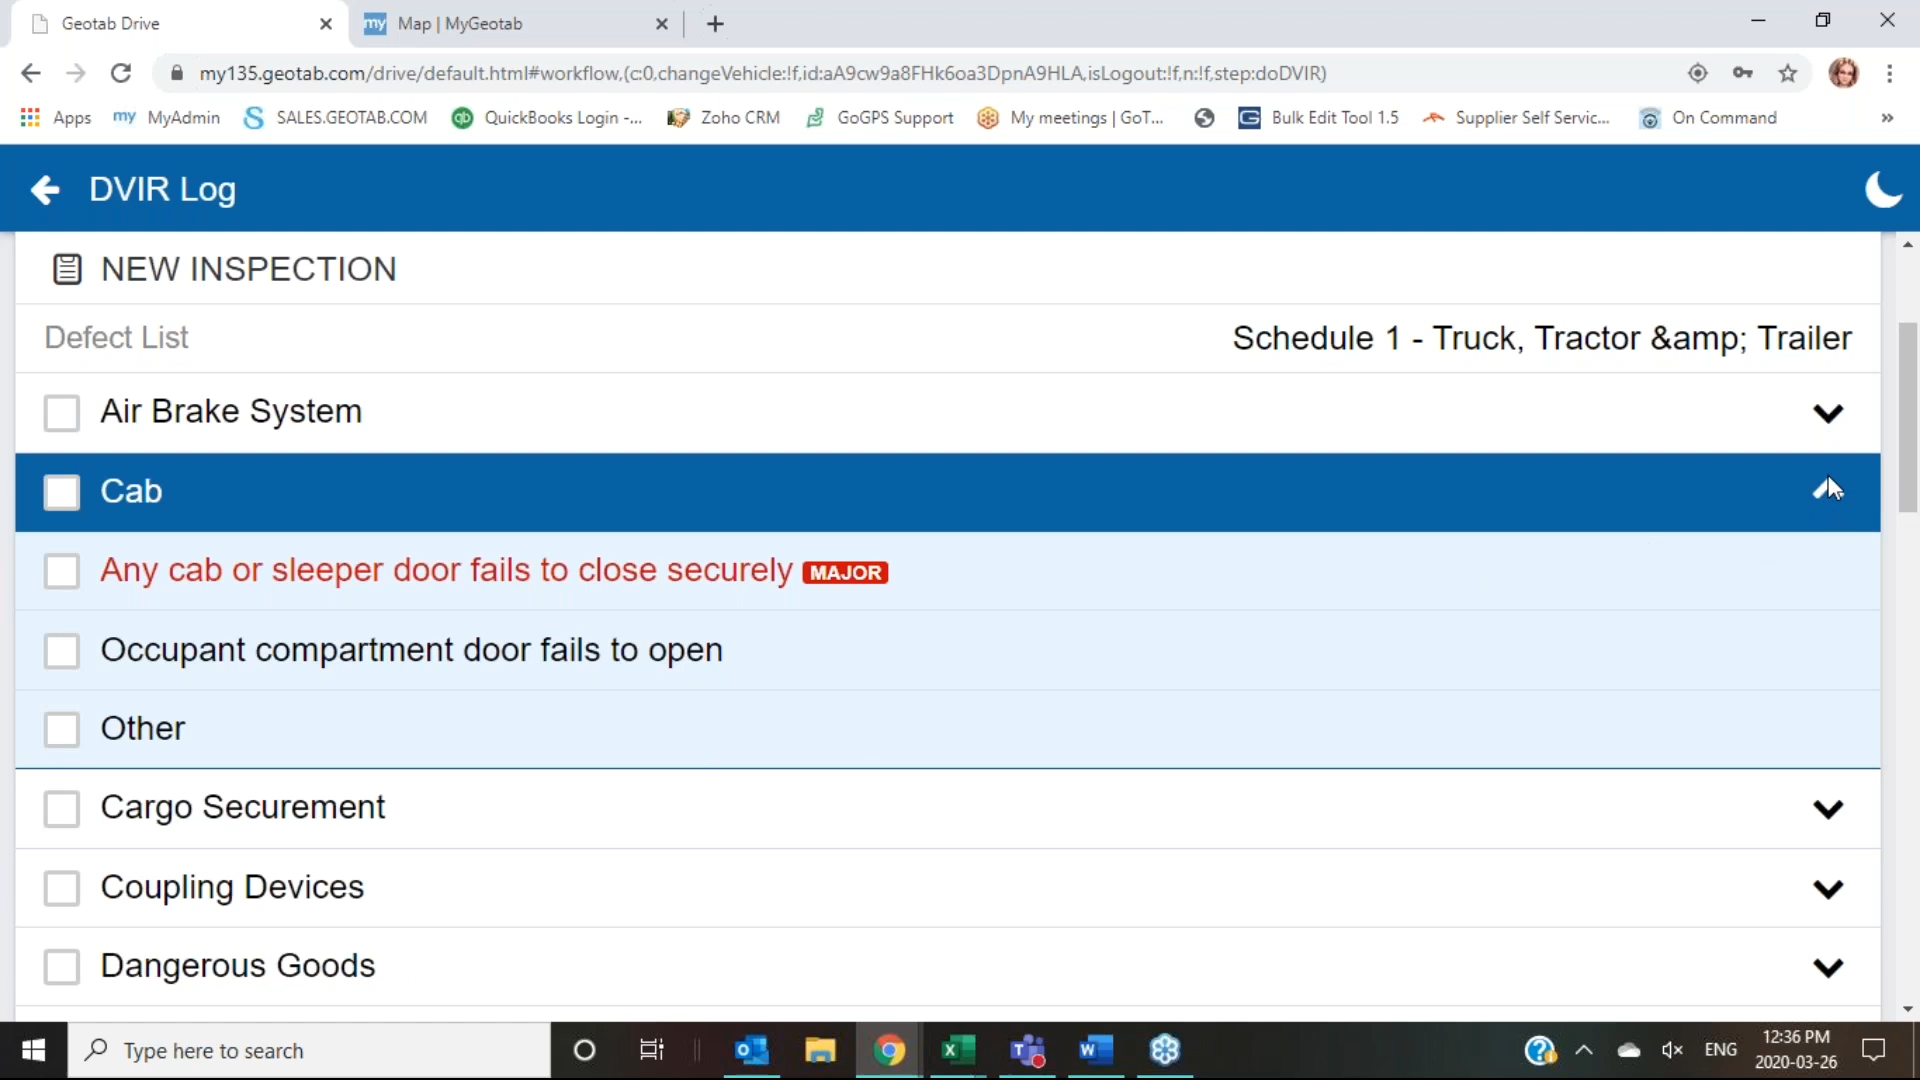 Geotab Drive
my Map | MyGeotab
my135.geotab.com/drive/default.html#workflow,(c:0,changeVehicle:!f,id:aA9cw9a8FHk6oa3DpnA9HLA,isLogout:!f,n:!f,step:doDVIR)
Apps my MyAdmin SALES.GEOTAB.COM qb QuickBooks Login -... Zoho CRM GoGPS Support My meetings | GoT... Bulk Edit Tool 1.5 Supplier Self Servic... On Command »
DVIR Log
NEW INSPECTION
Defect List Schedule 1 - Truck, Tractor &amp; Trailer
Air Brake System
Cab
Any cab or sleeper door fails to close securely MAJOR
Occupant compartment door fails to open
Other
Cargo Securement
Coupling Devices
Dangerous Goods
Type here to search
ENG
12:36 PM
2020-03-26